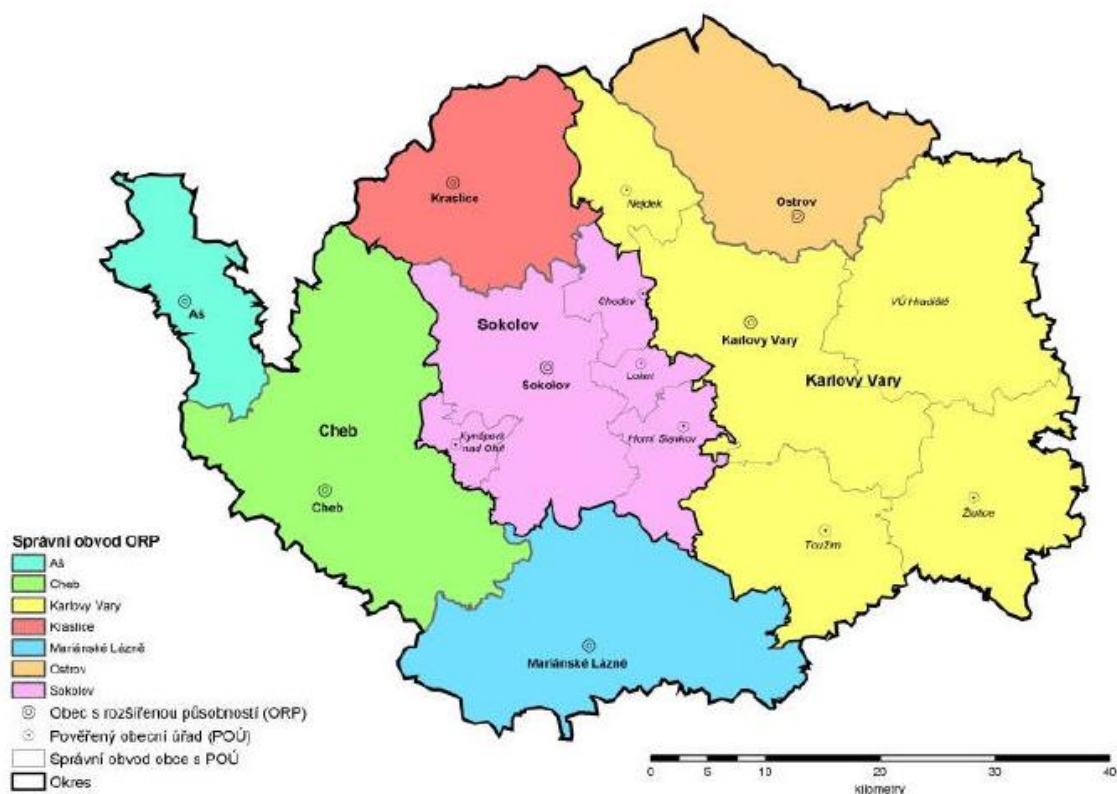 Kraslice
Nejdek
Ostrov
Aš
Chodov
VÚ Hradiště
Sokolov
Karlovy Vary
Sokolov
Loket
Karlovy Vary
Cheb
Kynšperk
nad Ohří
Horní Slavkov
Cheb
Žlutice
Toužim
Mariánské Lázně
Správní obvod ORP
Aš
Cheb
Karlovy Vary
Kraslice
Mariánské Lázně
Ostrov
Sokolov
Obec s rozšířenou působností (ORP)
Pověřený obecní úřad (POÚ)
Správní obvod obce s POÚ
Okres
0 5 10 20 30 40
kilometry